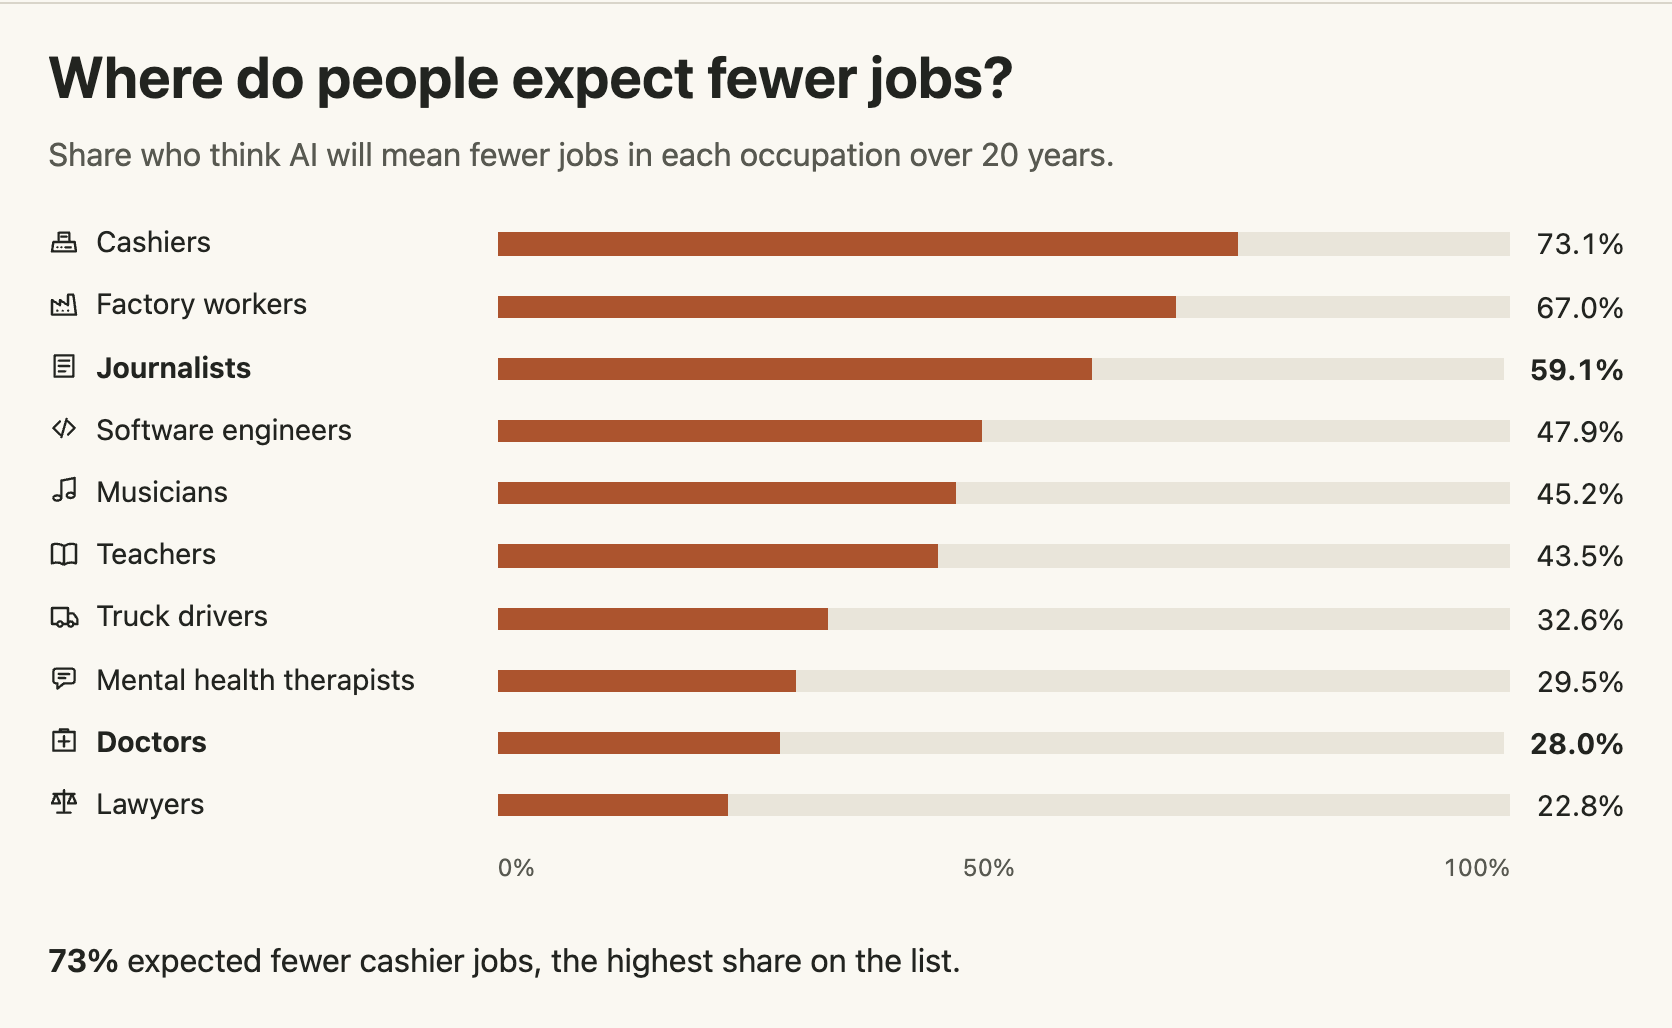 Where do people expect fewer jobs?
Share who think AI will mean fewer jobs in each occupation over 20 years.
Cashiers 73.1%
Factory workers 67.0%
Journalists 59.1%
Software engineers 47.9%
Musicians 45.2%
Teachers 43.5%
Truck drivers 32.6%
Mental health therapists 29.5%
Doctors 28.0%
Lawyers 22.8%
0% 50% 100%
73% expected fewer cashier jobs, the highest share on the list.